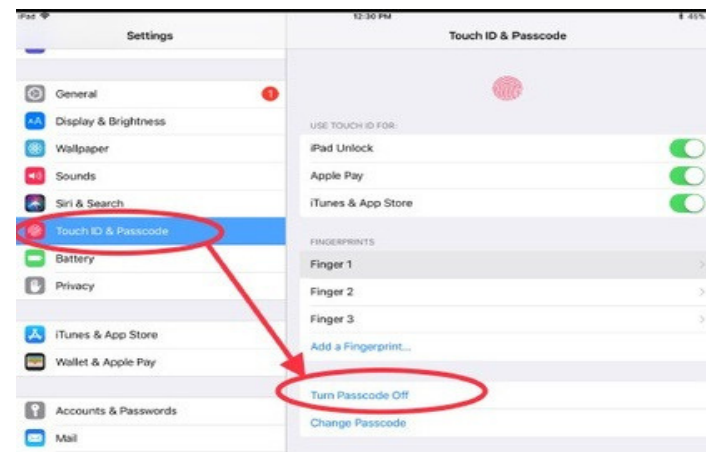 iPad
12:30 PM
45%
Settings
Touch ID & Passcode
General
1
Display & Brightness
Wallpaper
Sounds
Siri & Search
Touch ID & Passcode
Battery
Privacy
iTunes & App Store
Wallet & Apple Pay
Accounts & Passwords
Mail
USE TOUCH ID FOR:
iPad Unlock
Apple Pay
iTunes & App Store
FINGERPRINTS
Finger 1
Finger 2
Finger 3
Add a Fingerprint...
Turn Passcode Off
Change Passcode